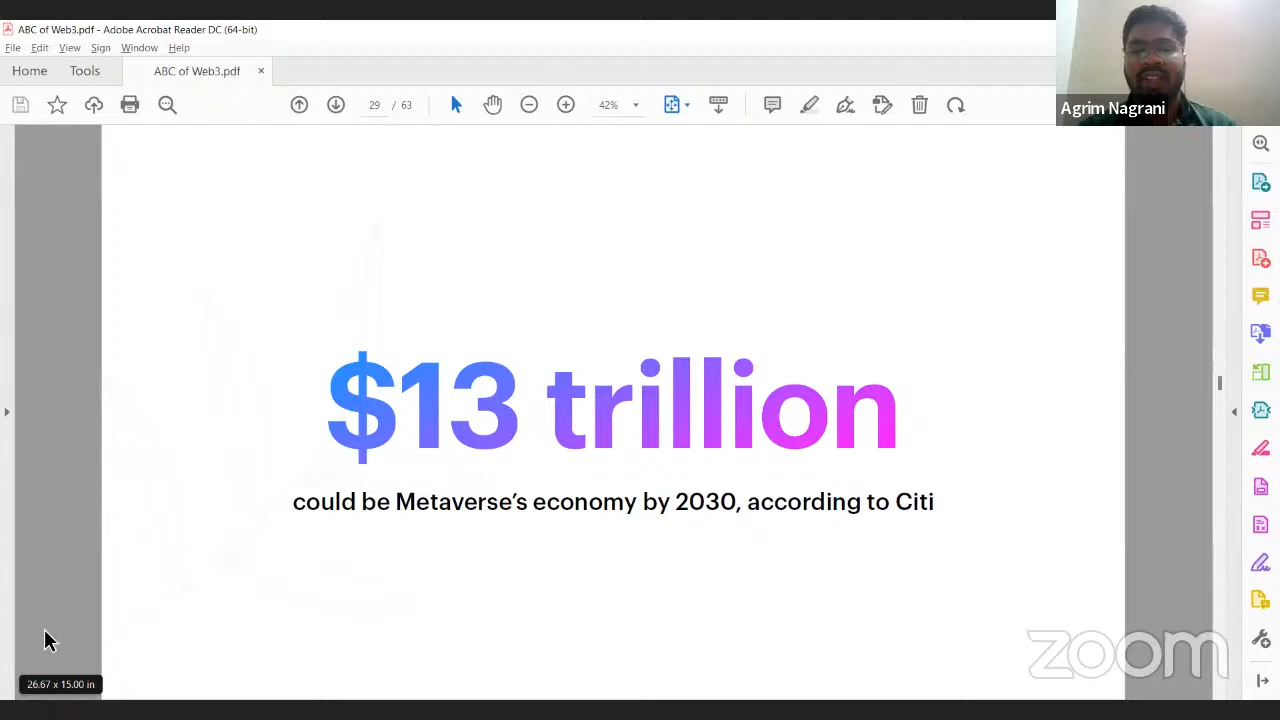 ABC of Web3.pdf - Adobe Acrobat Reader DC (64-bit)
File Edit View Sign Window Help
Home Tools ABC of Web3.pdf ×
29 / 63 42%
Agrim Nagrani
$13 trillion
could be Metaverse’s economy by 2030, according to Citi
zoom
26.67 x 15.00 in